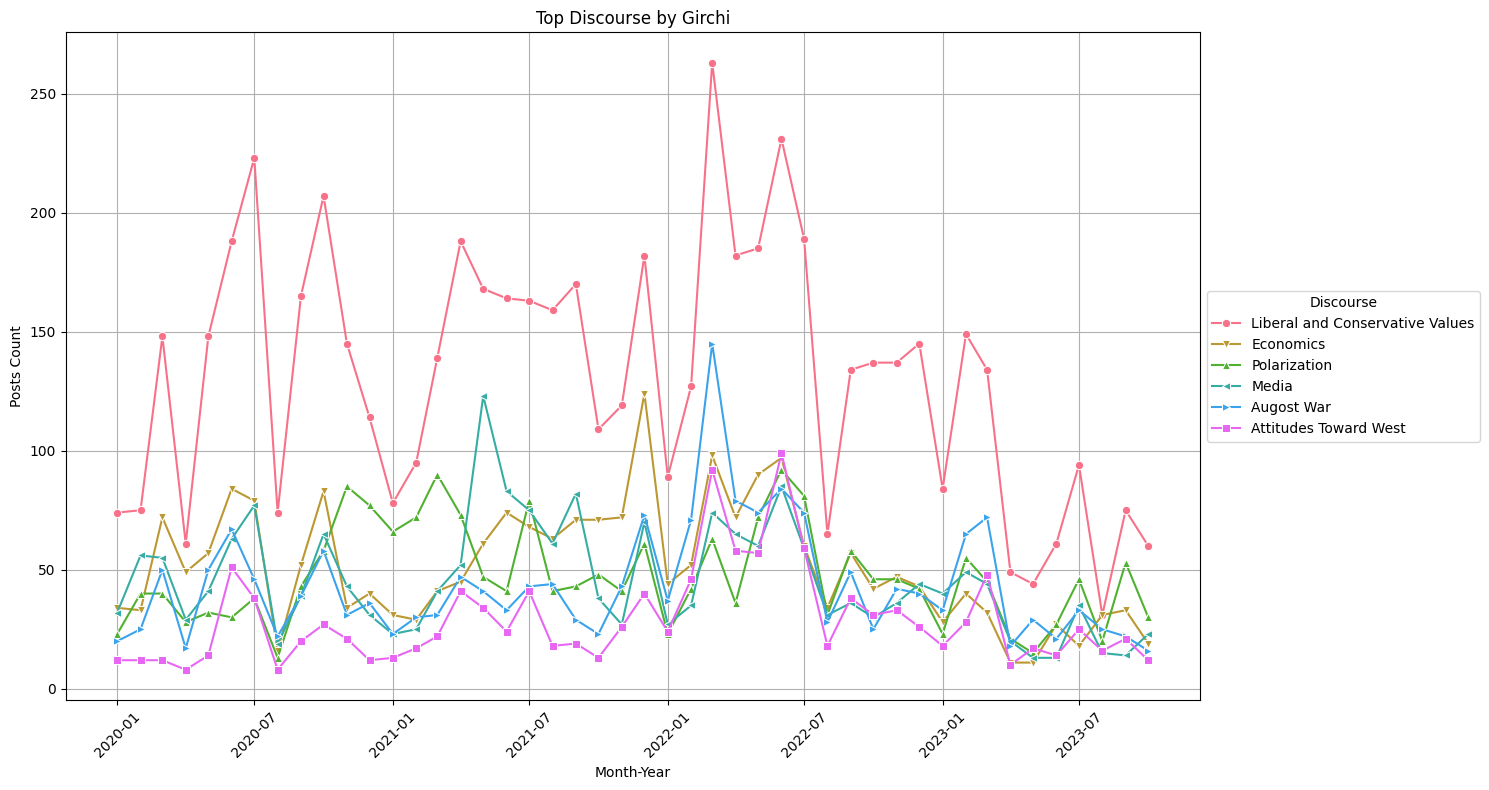 Top Discourse by Girchi
Posts Count
250
200
150
100
50
0
2020-01
2020-07
2021-01
2021-07
2022-01
2022-07
2023-01
2023-07
Month-Year
Discourse
Liberal and Conservative Values
Economics
Polarization
Media
Augost War
Attitudes Toward West